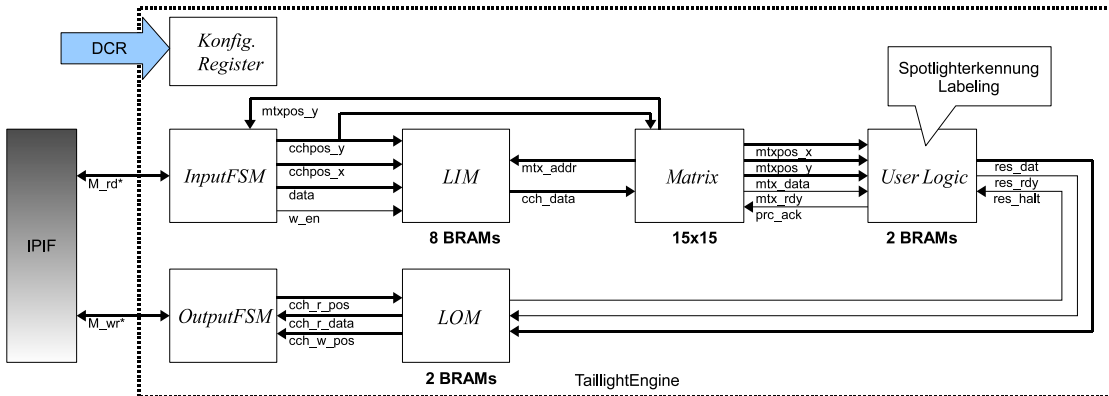 DCR
Konfig.
Register
Spotlighterkennung
Labeling
mtxpos_y
IPIF
M_rd*
InputFSM
cchpos_y
cchpos_x
data
w_en
LIM
8 BRAMs
mtx_addr
cch_data
Matrix
15x15
mtxpos_x
mtxpos_y
mtx_data
mtx_rdy
prc_ack
User Logic
2 BRAMs
res_dat
res_rdy
res_halt
M_wr*
OutputFSM
cch_r_pos
cch_r_data
cch_w_pos
LOM
2 BRAMs
TaillightEngine